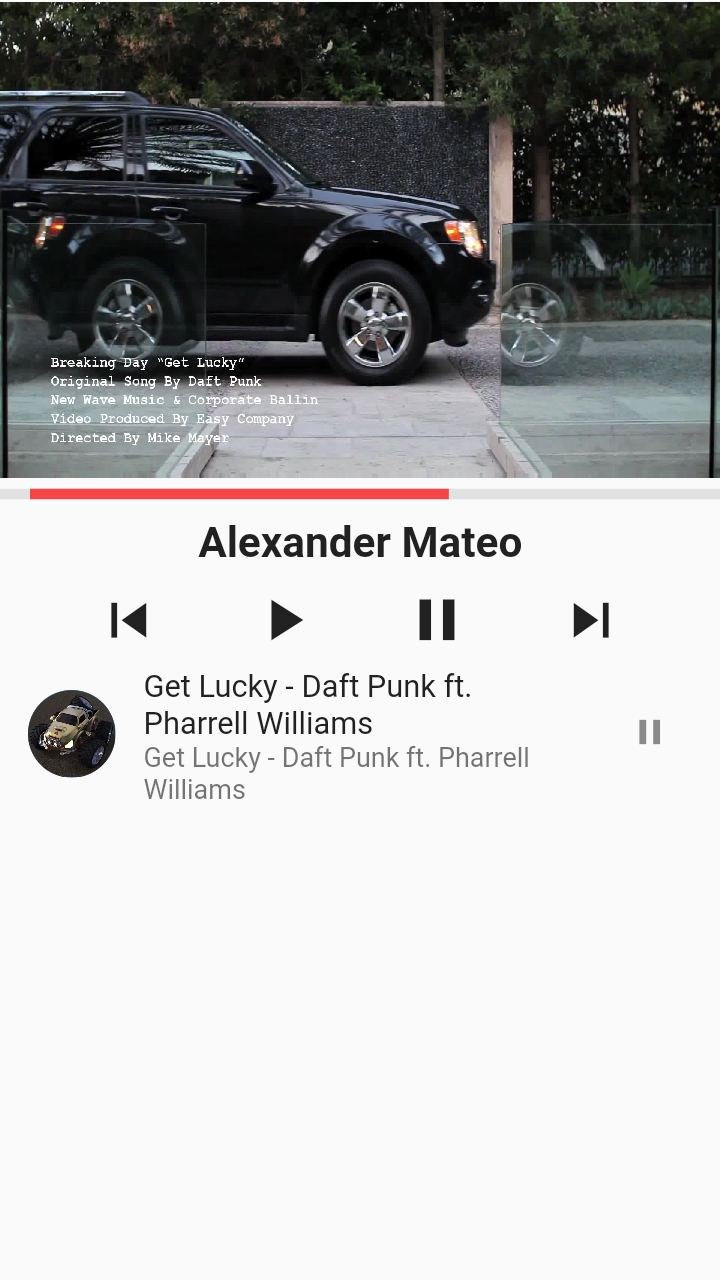 Breaking Day “Get Lucky”
Original Song By Daft Punk
New Wave Music & Corporate Ballin
Video Produced By Easy Company
Directed By Mike Mayer
Alexander Mateo
Get Lucky - Daft Punk ft.
Pharrell Williams
Get Lucky - Daft Punk ft. Pharrell
Williams